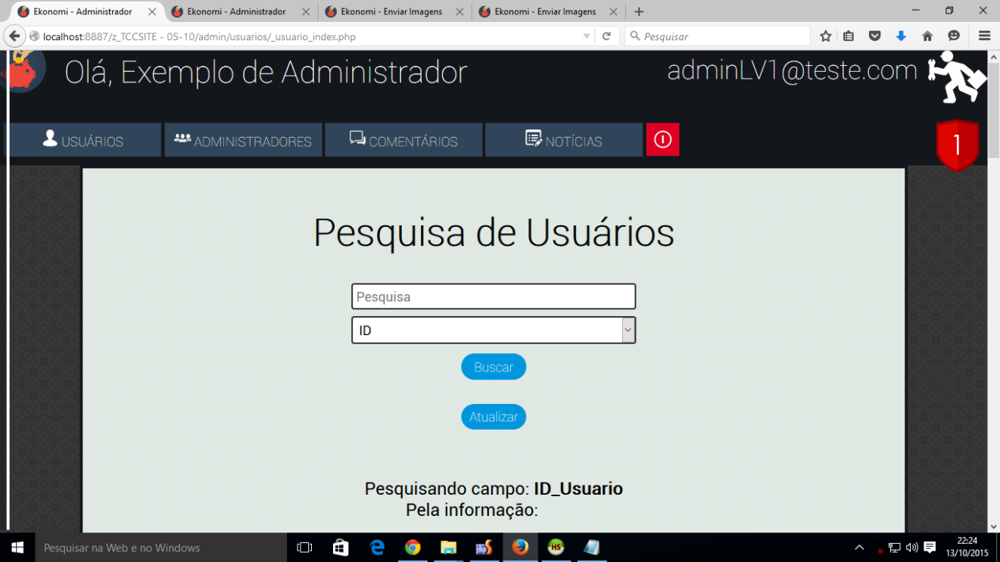 Ekonomi - Administrador
Ekonomi - Administrador
Ekonomi - Enviar Imagens
Ekonomi - Enviar Imagens
localhost:8887/z_TCCSITE - 05-10/admin/usuarios/_usuario_index.php
Pesquisar
Olá, Exemplo de Administrador
adminLV1@teste.com
USUÁRIOS
ADMINISTRADORES
COMENTÁRIOS
NOTÍCIAS
1
Pesquisa de Usuários
Pesquisa
ID
Buscar
Atualizar
Pesquisando campo: ID_Usuario
Pela informação:
Pesquisar na Web e no Windows
HS
22:24
13/10/2015